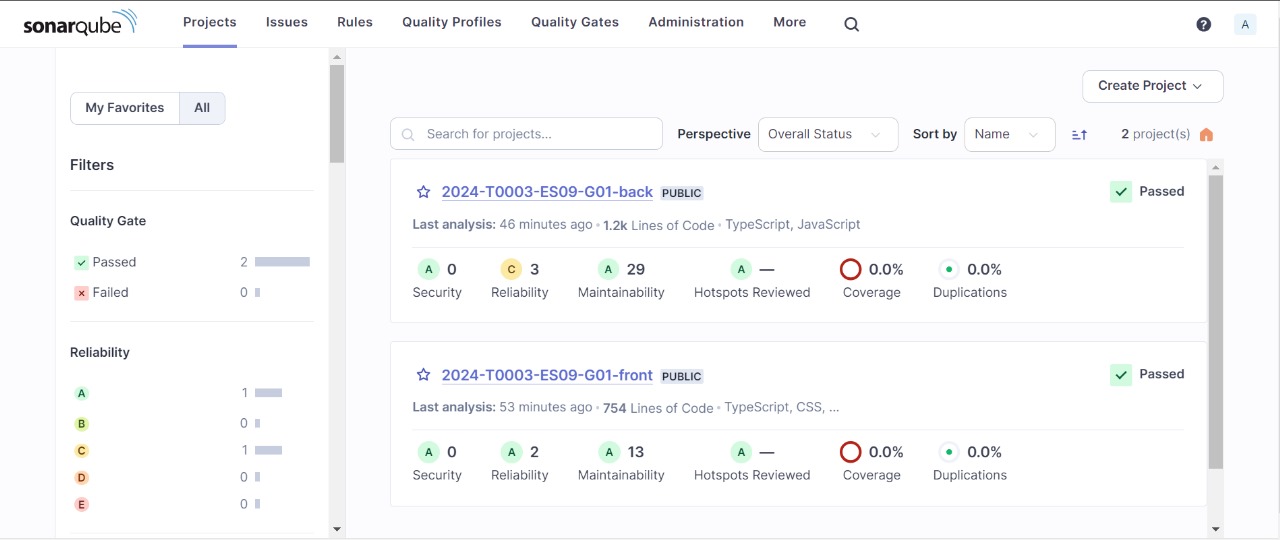 sonarqube Projects Issues Rules Quality Profiles Quality Gates Administration More ? A
My Favorites All
Filters
Quality Gate
Passed 2
Failed 0
Reliability
A 1
B 0
C 1
D 0
E 0
Create Project
Search for projects... Perspective Overall Status Sort by Name 2 project(s)
2024-T0003-ES09-G01-back PUBLIC Passed
Last analysis: 46 minutes ago • 1.2k Lines of Code • TypeScript, JavaScript
A 0 C 3 A 29 A — 0.0% 0.0%
Security Reliability Maintainability Hotspots Reviewed Coverage Duplications
2024-T0003-ES09-G01-front PUBLIC Passed
Last analysis: 53 minutes ago • 754 Lines of Code • TypeScript, CSS, ...
A 0 A 2 A 13 A — 0.0% 0.0%
Security Reliability Maintainability Hotspots Reviewed Coverage Duplications